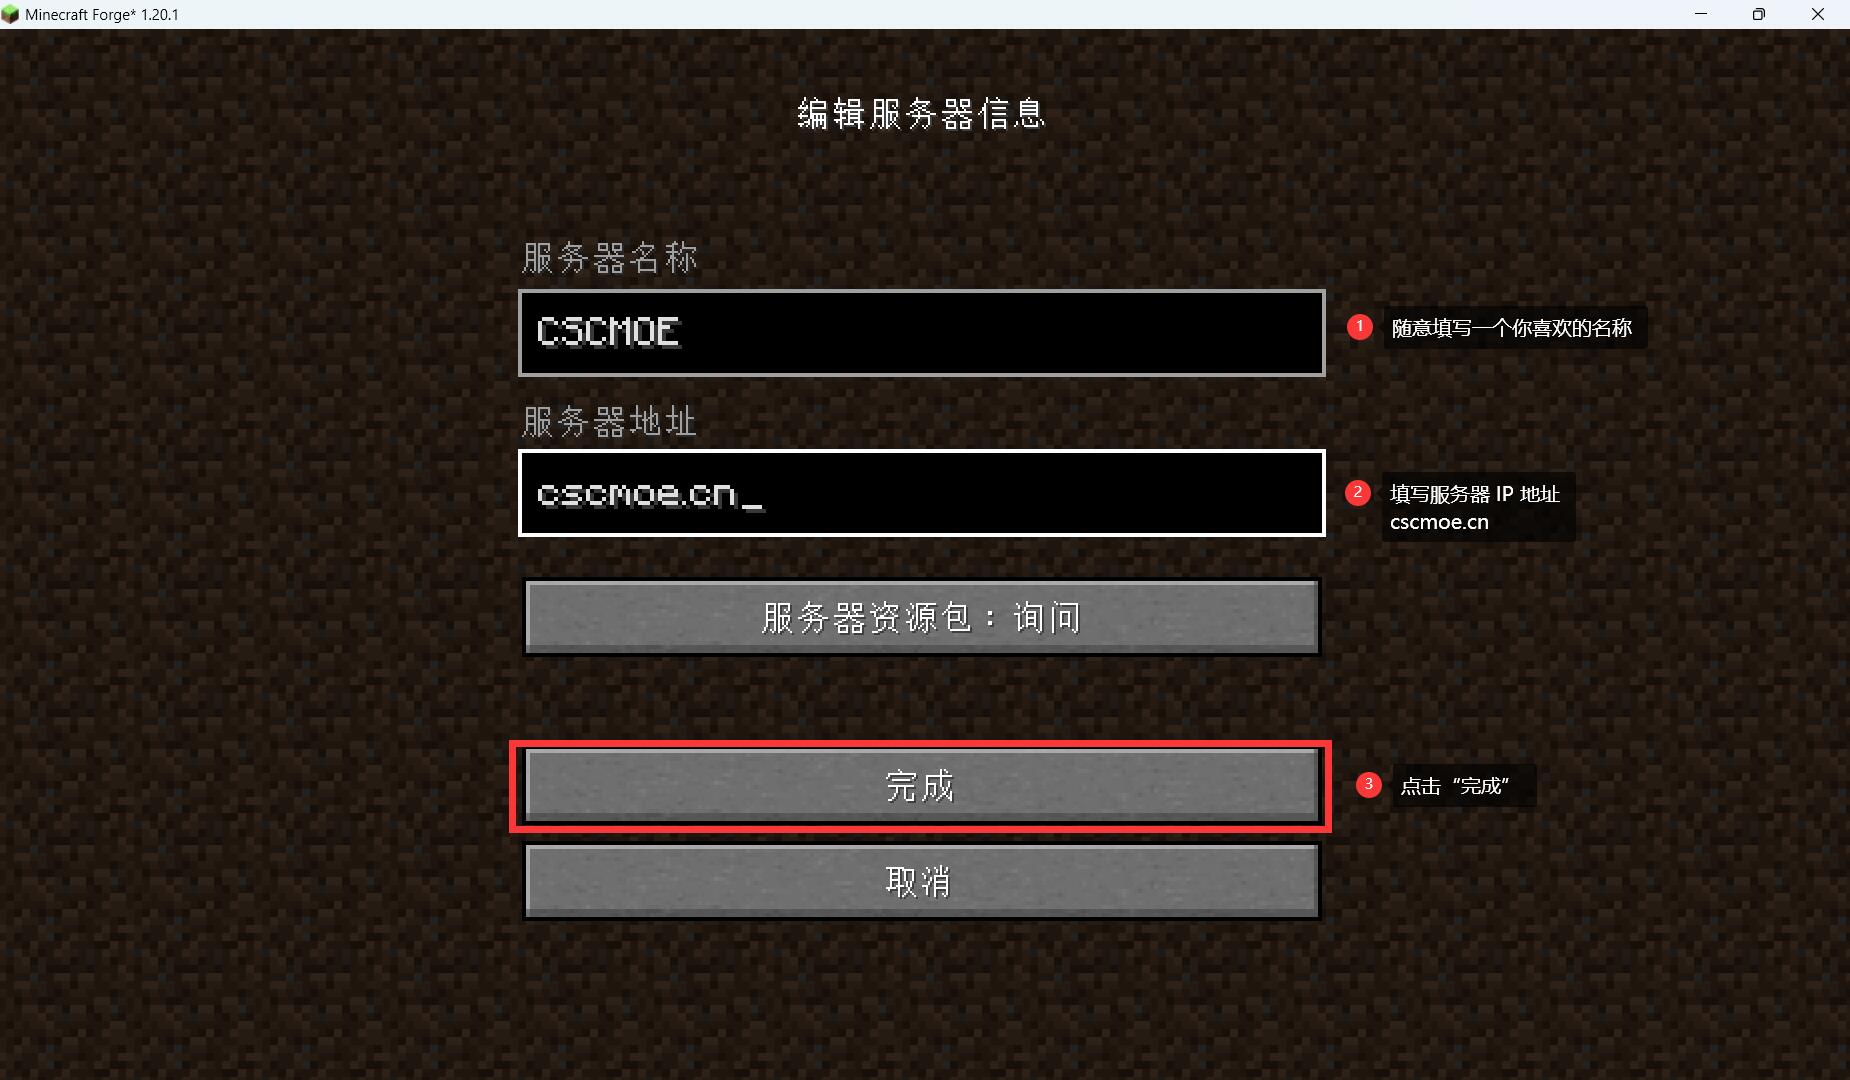 Minecraft Forge* 1.20.1
编辑服务器信息
服务器名称
CSCMOE
1 随意填写一个你喜欢的名称
服务器地址
cscmoe.cn_
2 填写服务器 IP 地址
cscmoe.cn
服务器资源包：询问
完成
3 点击“完成”
取消